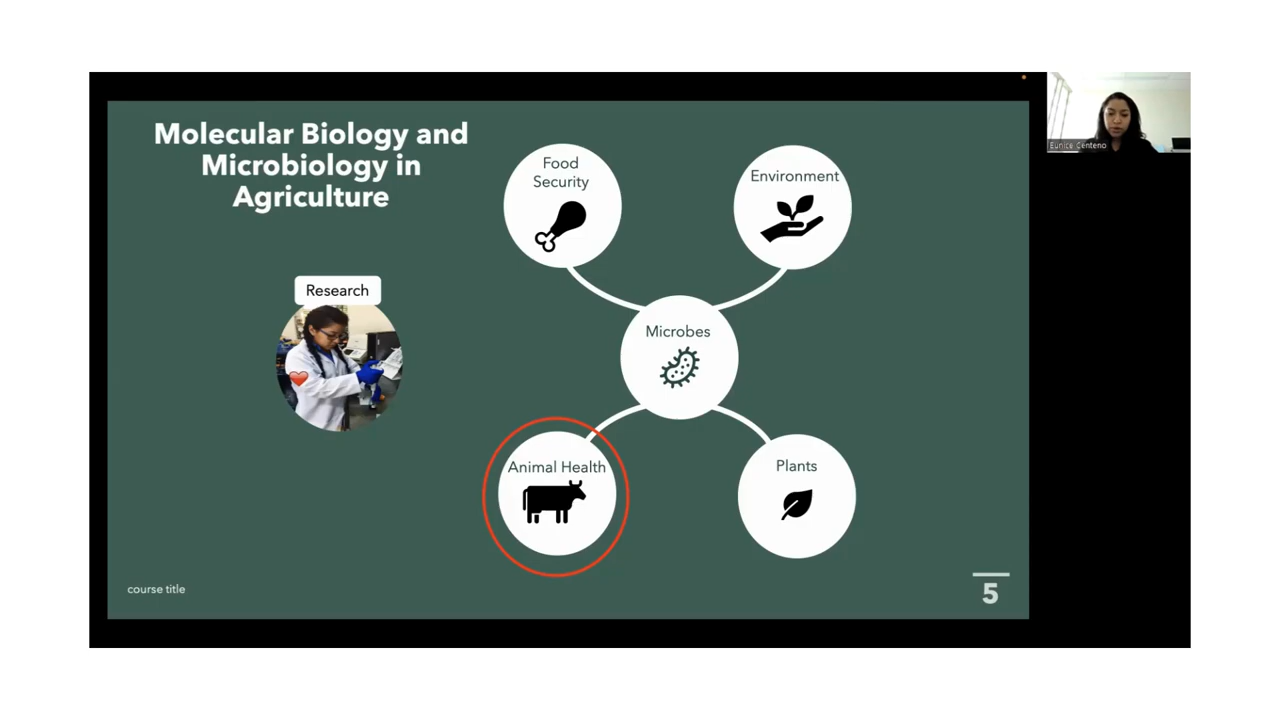 Molecular Biology and
Microbiology in
Agriculture
Research
Food
Security
Environment
Microbes
Animal Health
Plants
course title
5
Eunice Centeno